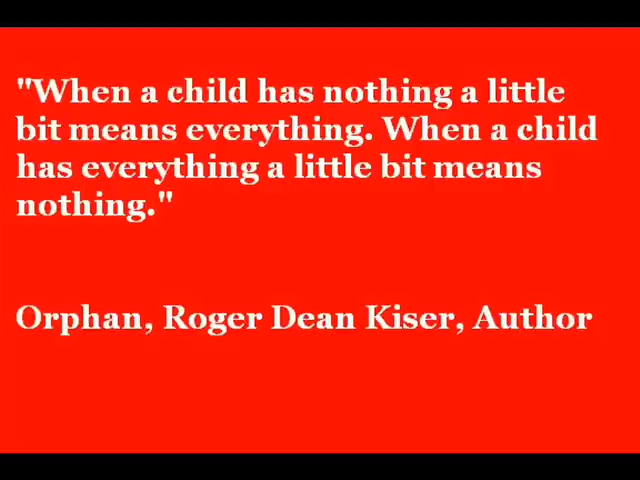 "When a child has nothing a little
bit means everything. When a child
has everything a little bit means
nothing."
Orphan, Roger Dean Kiser, Author